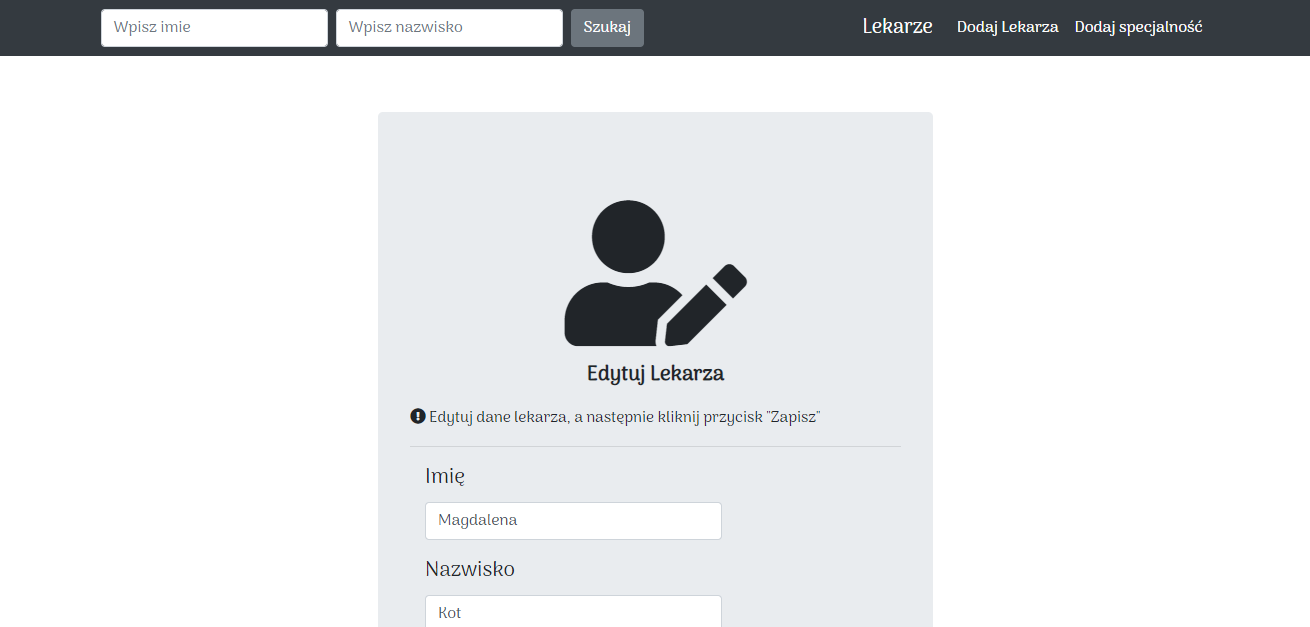 Wpisz imie Wpisz nazwisko Szukaj Lekarze Dodaj Lekarza Dodaj specjalność
Edytuj Lekarza
Edytuj dane lekarza, a następnie kliknij przycisk "Zapisz"
Imię
Magdalena
Nazwisko
Kot